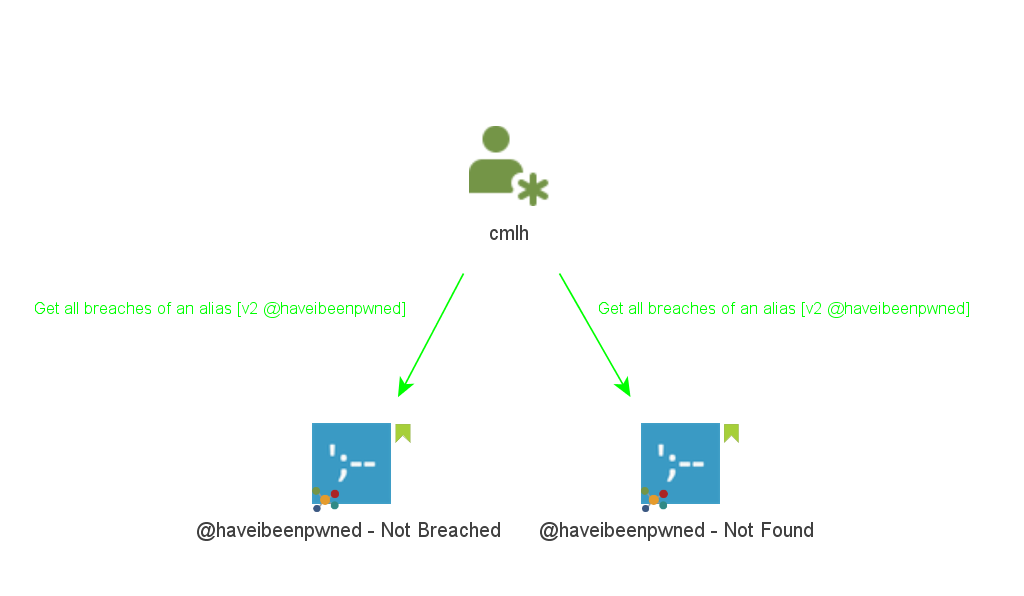 cmlh
Get all breaches of an alias [v2 @haveibeenpwned]
Get all breaches of an alias [v2 @haveibeenpwned]
';--
';--
@haveibeenpwned - Not Breached
@haveibeenpwned - Not Found